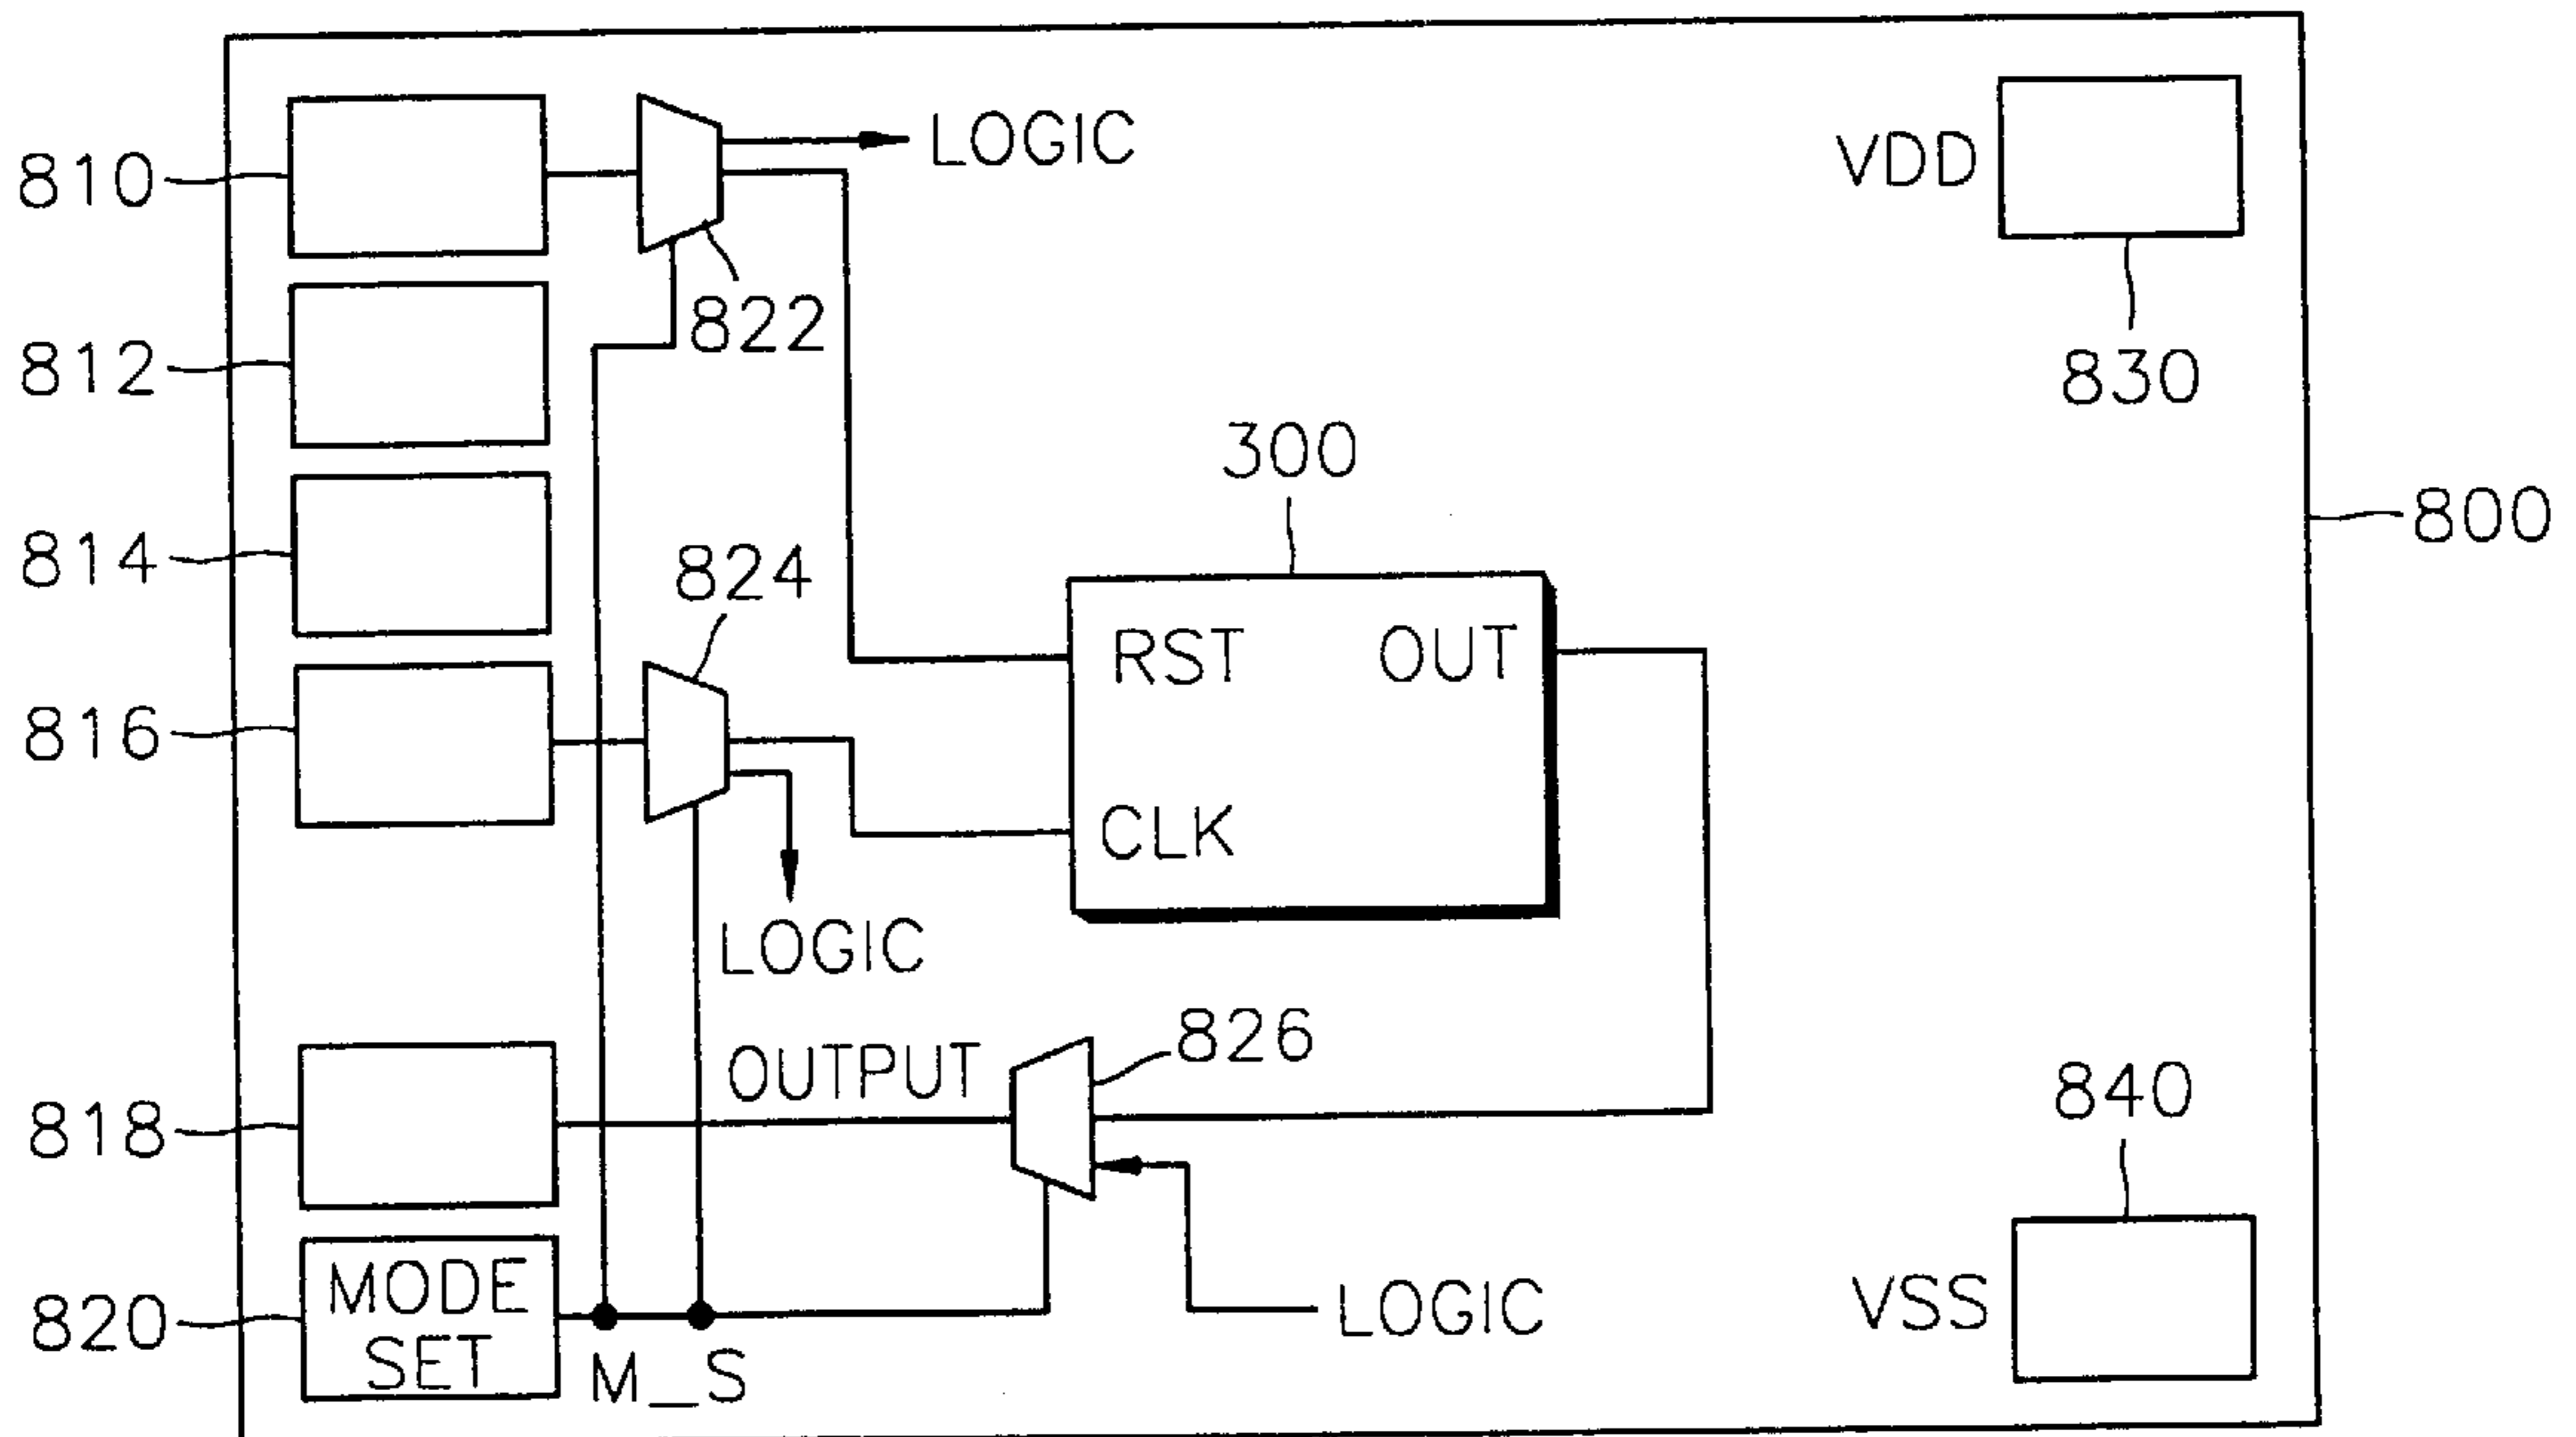 LOGIC
VDD
810
822
812
830
300
800
814
824
RST
OUT
816
CLK
LOGIC
826
OUTPUT
840
818
MODE
SET
LOGIC
VSS
820
M_S